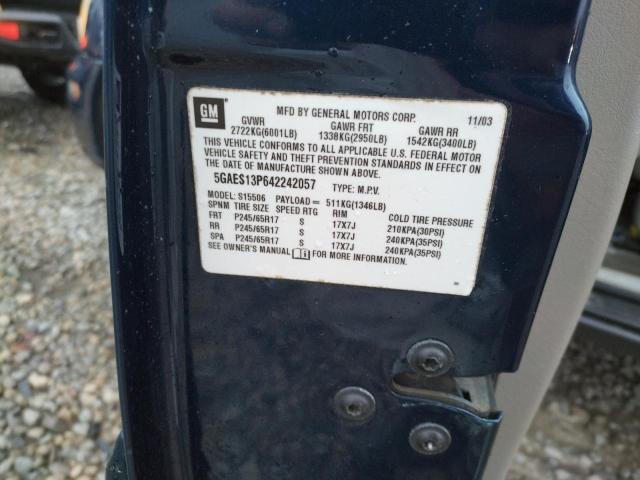 GM
MFD BY GENERAL MOTORS CORP. 11/03
GVWR GAWR FRT GAWR RR
2722KG(6001LB) 1338KG(2950LB) 1542KG(3400LB)
THIS VEHICLE CONFORMS TO ALL APPLICABLE U.S. FEDERAL MOTOR
VEHICLE SAFETY AND THEFT PREVENTION STANDARDS IN EFFECT ON
THE DATE OF MANUFACTURE SHOWN ABOVE.
5GAES13P642242057 TYPE: M.P.V.
MODEL: S15506 PAYLOAD= 511KG(1346LB)
SPNM TIRE SIZE SPEED RTG RIM COLD TIRE PRESSURE
FRT P245/65R17 S 17X7J 210KPA(30PSI)
RR P245/65R17 S 17X7J 240KPA(35PSI)
SPA P245/65R17 S 17X7J 240KPA(35PSI)
SEE OWNER'S MANUAL FOR MORE INFORMATION.